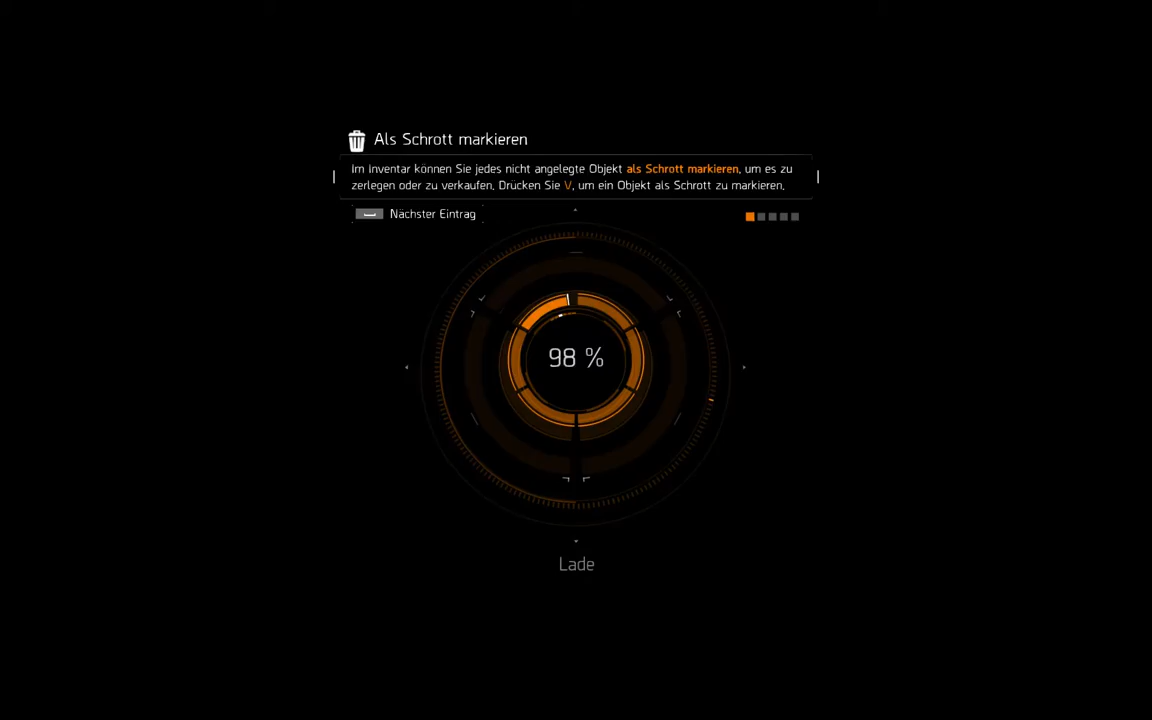 Als Schrott markieren
Im Inventar können Sie jedes nicht angelegte Objekt als Schrott markieren, um es zu
zerlegen oder zu verkaufen. Drücken Sie V, um ein Objekt als Schrott zu markieren.
Nächster Eintrag
98 %
Lade